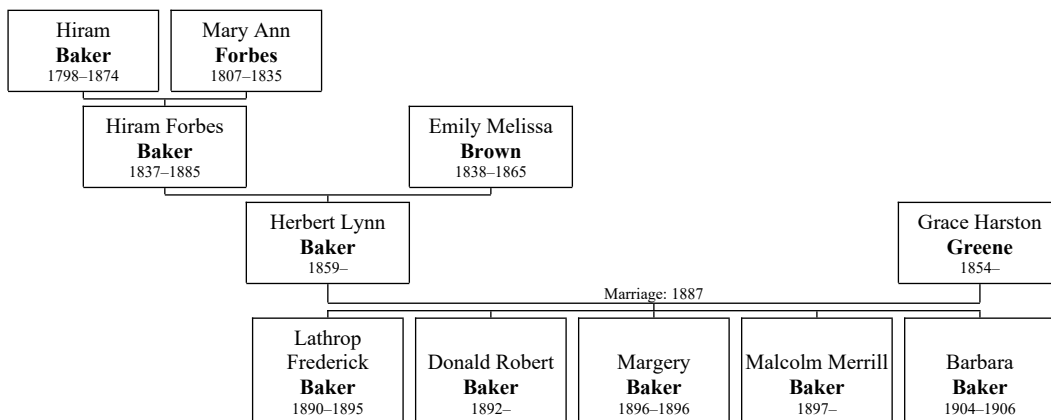 Hiram
Baker
1798–1874
Mary Ann
Forbes
1807–1835
Hiram Forbes
Baker
1837–1885
Emily Melissa
Brown
1838–1865
Herbert Lynn
Baker
1859–
Grace Harston
Greene
1854–
Marriage: 1887
Lathrop
Frederick
Baker
1890–1895
Donald Robert
Baker
1892–
Margery
Baker
1896–1896
Malcolm Merrill
Baker
1897–
Barbara
Baker
1904–1906